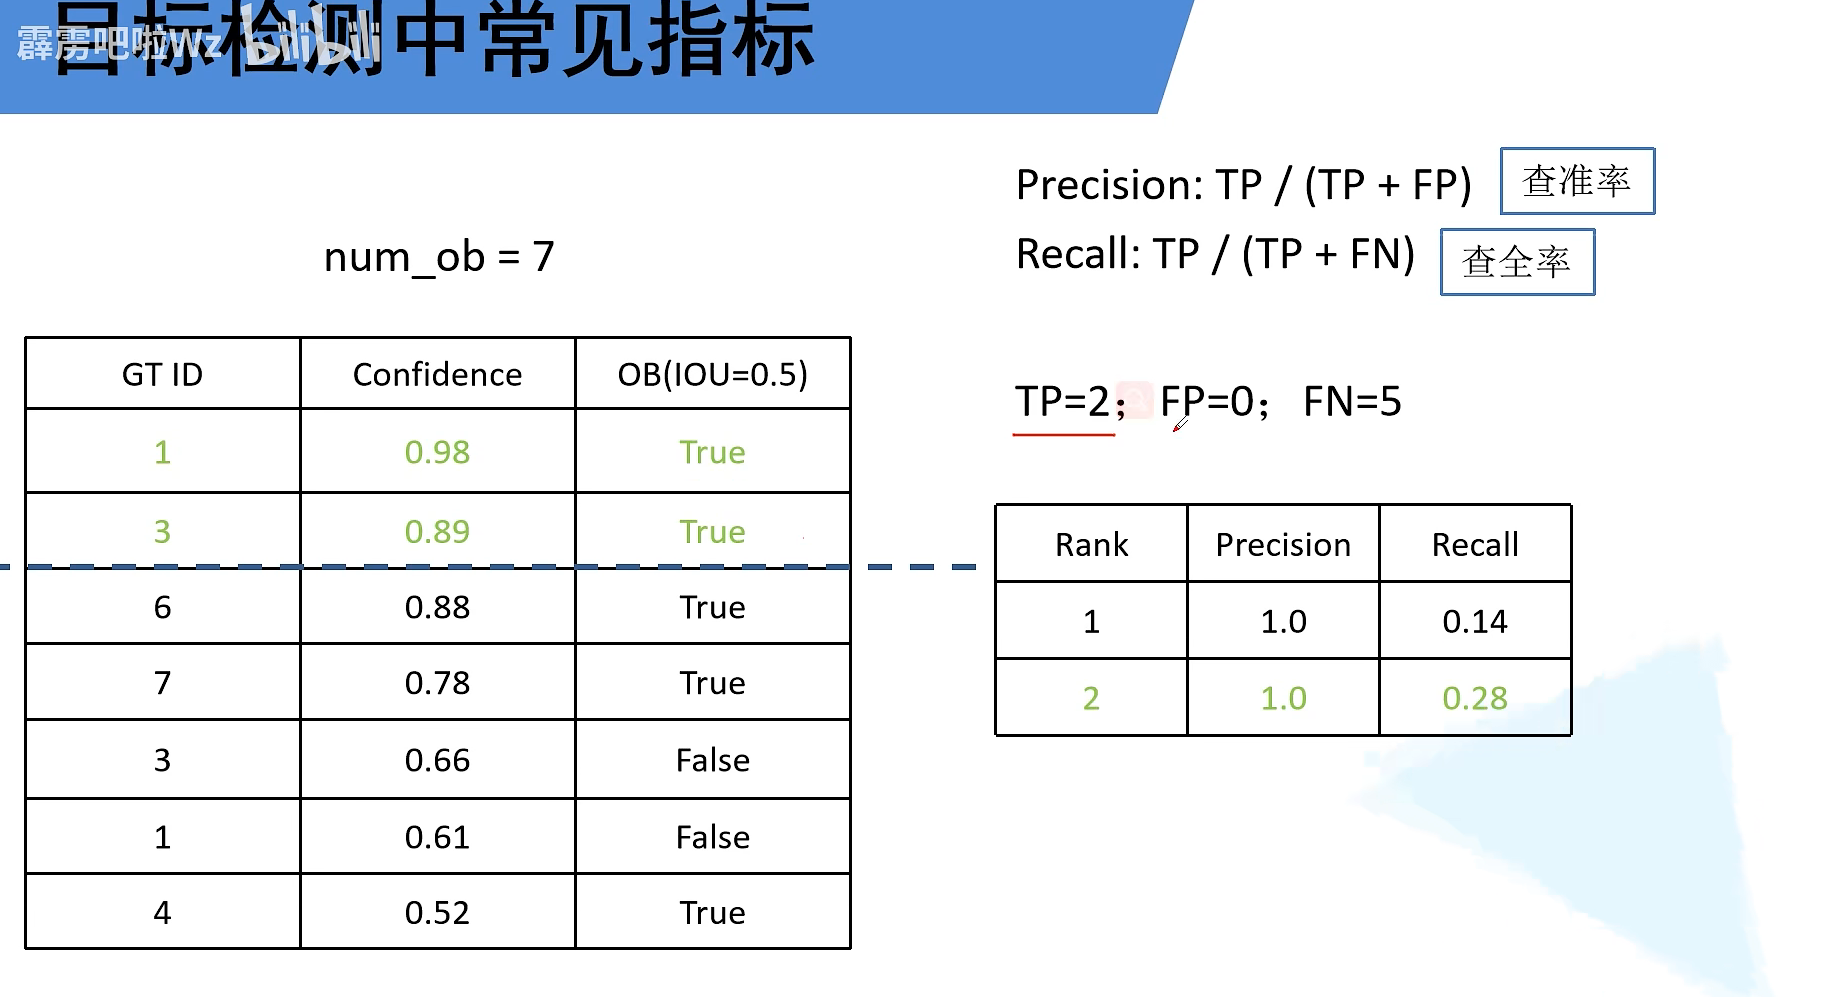 目标检测中常见指标
霹雳吧啦Wz bilibili
Precision: TP / (TP + FP)
查准率
Recall: TP / (TP + FN)
查全率
num_ob = 7
GT ID Confidence OB(IOU=0.5)
1 0.98 True
3 0.89 True
6 0.88 True
7 0.78 True
3 0.66 False
1 0.61 False
4 0.52 True
TP=2； FP=0； FN=5
Rank Precision Recall
1 1.0 0.14
2 1.0 0.28